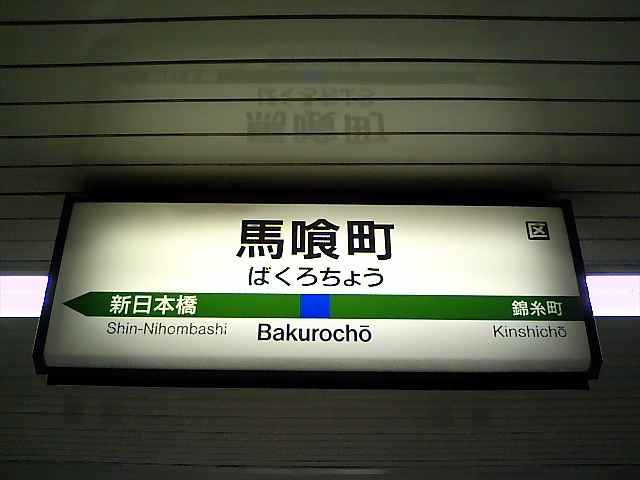 馬喰町
区
ばくろちょう
新日本橋
錦糸町
Shin-Nihombashi
Bakurochō
Kinshichō